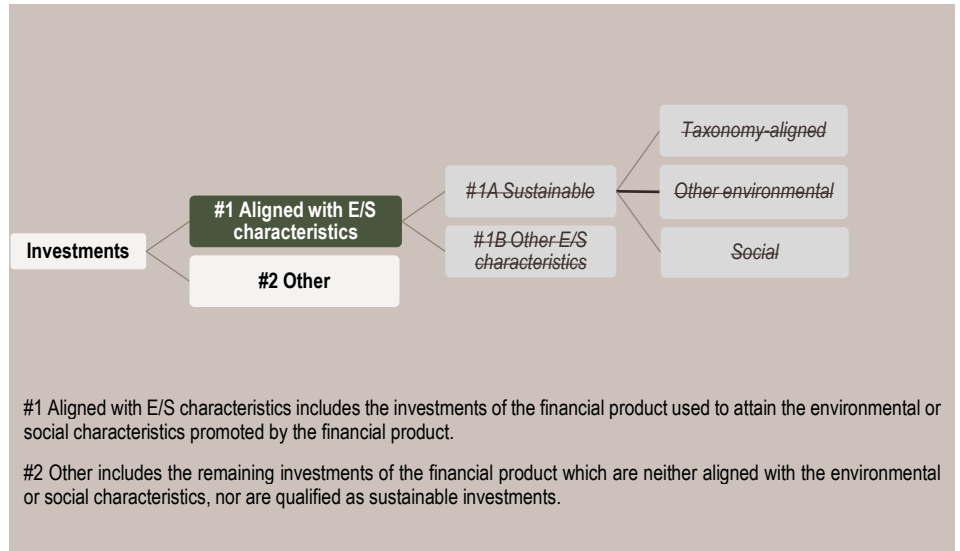 Taxonomy-aligned
#1A Sustainable
Other environmental
#1 Aligned with E/S
characteristics
#1B Other E/S
characteristics
Social
Investments
#2 Other
#1 Aligned with E/S characteristics includes the investments of the financial product used to attain the environmental or
social characteristics promoted by the financial product.
#2 Other includes the remaining investments of the financial product which are neither aligned with the environmental
or social characteristics, nor are qualified as sustainable investments.